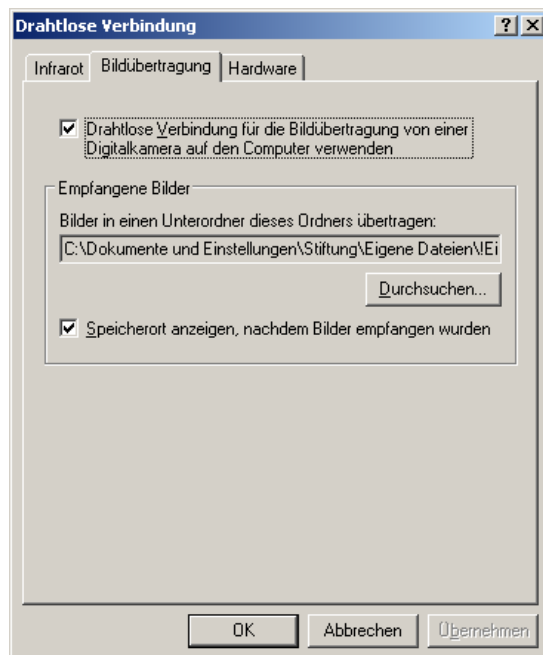 Drahtlose Verbindung
Infrarot Bildübertragung Hardware
Drahtlose Verbindung für die Bildübertragung von einer
Digitalkamera auf den Computer verwenden
Empfangene Bilder
Bilder in einen Unterordner dieses Ordners übertragen:
C:\Dokumente und Einstellungen\Stiftung\Eigene Dateien\!Ei
Durchsuchen...
Speicherort anzeigen, nachdem Bilder empfangen wurden
OK Abbrechen Übernehmen